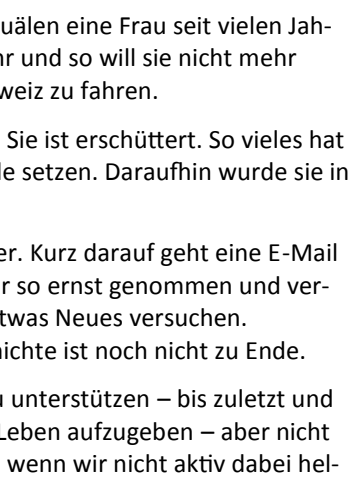 uälen eine Frau seit vielen Jah-
hr und so will sie nicht mehr
weiz zu fahren.
Sie ist erschüttert. So vieles hat
de setzen. Daraufhin wurde sie in
er. Kurz darauf geht eine E-Mail
r so ernst genommen und ver-
twas Neues versuchen.
hichte ist noch nicht zu Ende.
u unterstützen – bis zuletzt und
Leben aufzugeben – aber nicht
wenn wir nicht aktiv dabei hel-